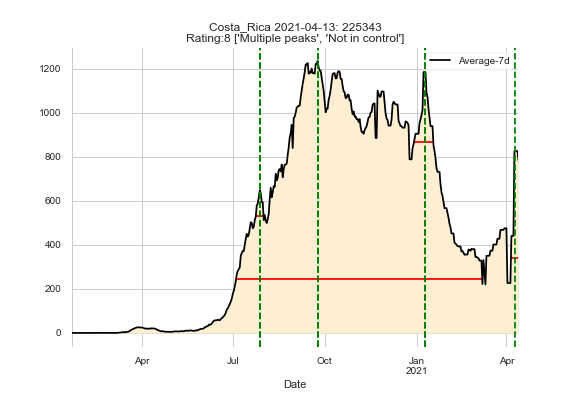 Costa_Rica 2021-04-13: 225343
Rating:8 ['Multiple peaks', 'Not in control']
Average-7d
1200
1000
800
600
400
200
0
Apr
Jul
Oct
Jan
2021
Apr
Date